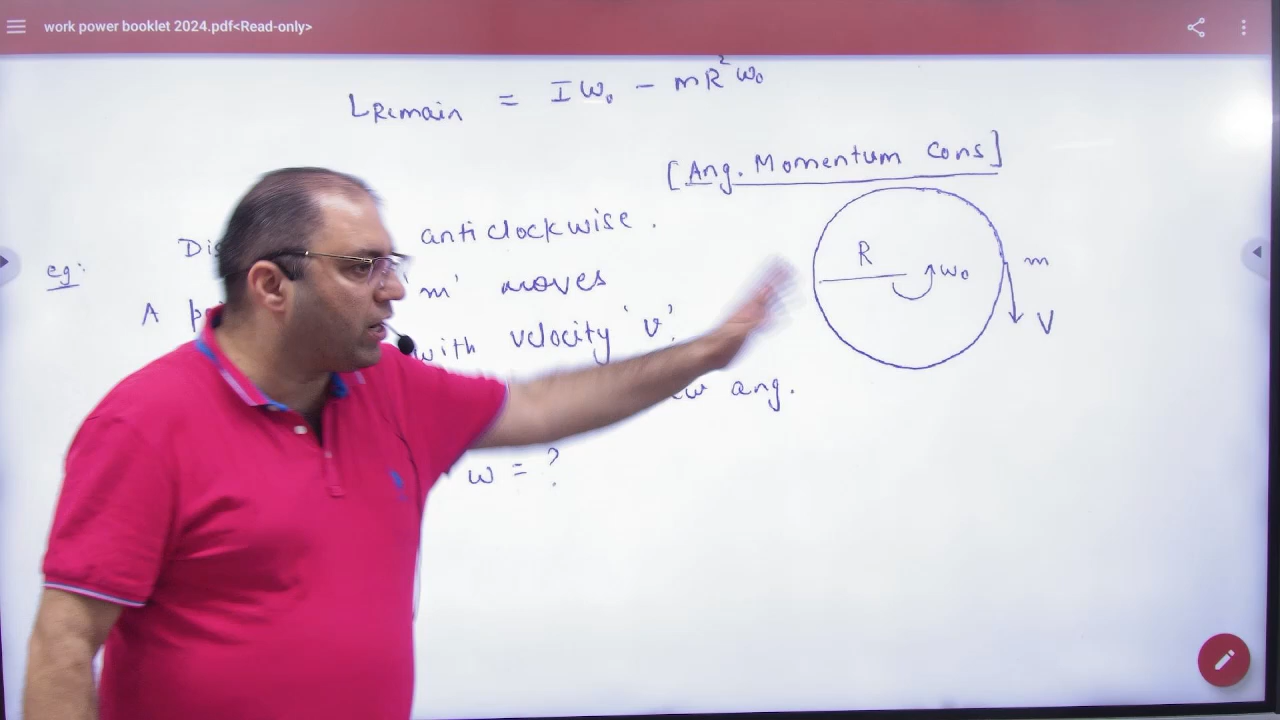 work power booklet 2024.pdf<Read-only>
LRemain = Iω₀ - mR²ω₀
[Ang. Momentum Cons]
eg: anticlockwise.
A 'm' moves
with velocity 'v'.
ang.
ω = ?
R
ω₀
m
V